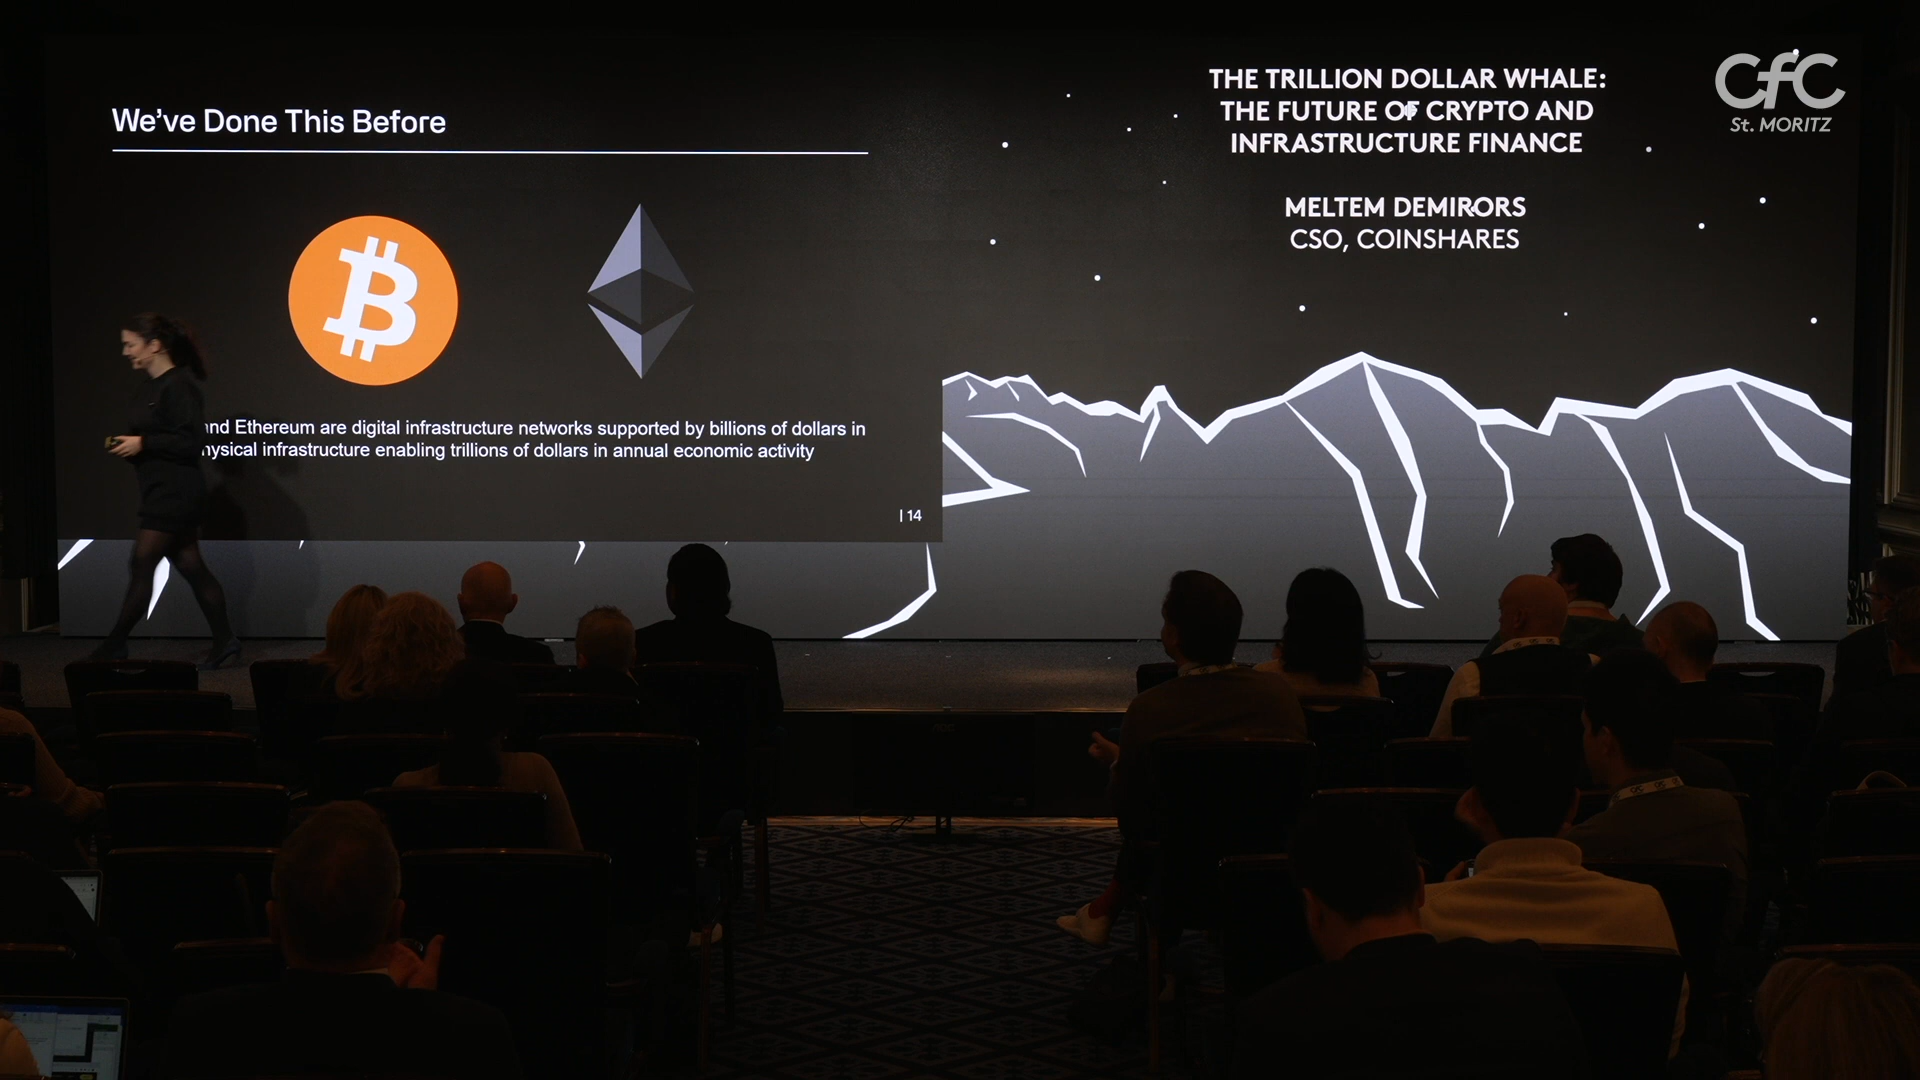 We've Done This Before
and Ethereum are digital infrastructure networks supported by billions of dollars in
infrastructure enabling trillions of dollars in annual economic activity
| 14
THE TRILLION DOLLAR WHALE:
THE FUTURE OF CRYPTO AND
INFRASTRUCTURE FINANCE
MELTEM DEMIRORS
CSO, COINSHARES
CfC
St. MORITZ